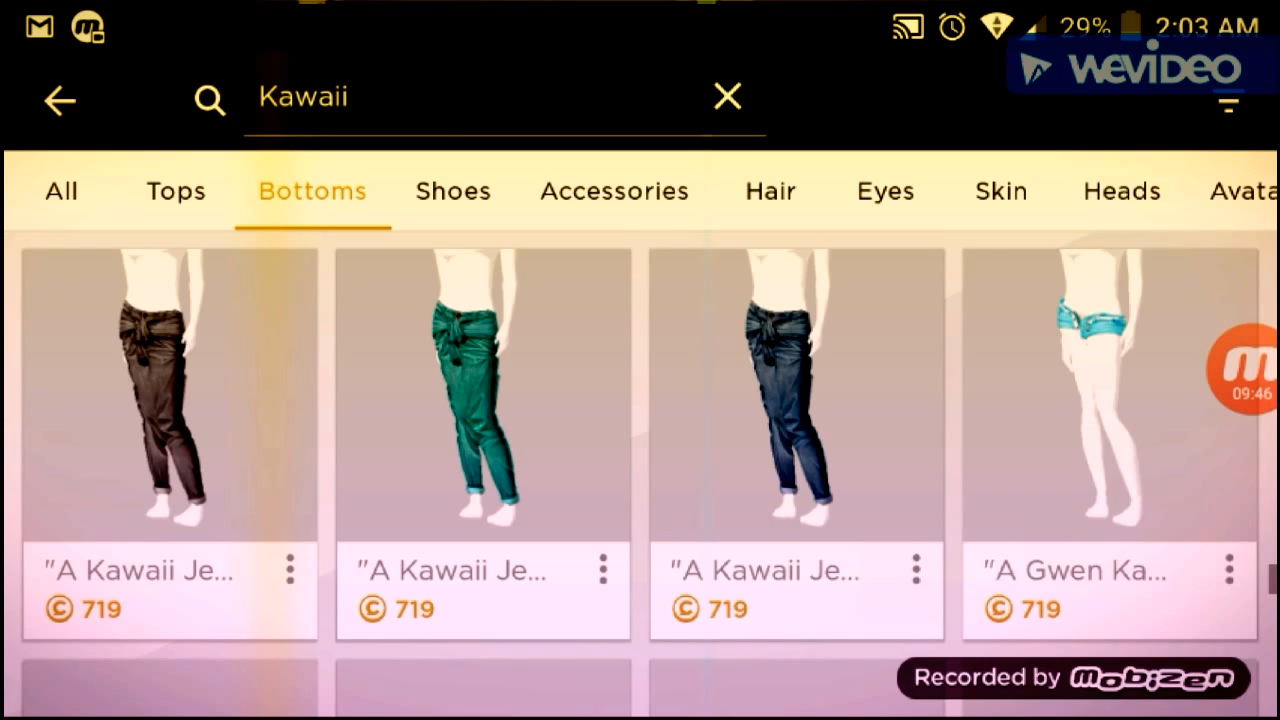 29% 2:03 AM
WEVIDEO
Kawaii
All Tops Bottoms Shoes Accessories Hair Eyes Skin Heads Avata
09:46
"A Kawaii Je... "A Kawaii Je... "A Kawaii Je... "A Gwen Ka...
© 719 © 719 © 719 © 719
Recorded by mobizen